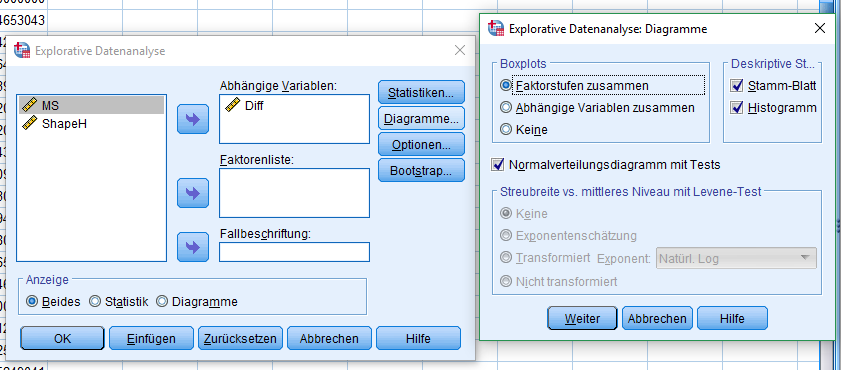 4653043
Explorative Datenanalyse
MS
ShapeH
Abhängige Variablen:
Diff
Faktorenliste:
Fallbeschriftung:
Statistiken...
Diagramme...
Optionen...
Bootstrap...
Anzeige
Beides Statistik Diagramme
OK Einfügen Zurücksetzen Abbrechen Hilfe
Explorative Datenanalyse: Diagramme
Boxplots
Faktorstufen zusammen
Abhängige Variablen zusammen
Keine
Deskriptive St...
Stamm-Blatt
Histogramm
Normalverteilungsdiagramm mit Tests
Streubreite vs. mittleres Niveau mit Levene-Test
Keine
Exponentenschätzung
Transformiert Exponent: Natürl. Log
Nicht transformiert
Weiter Abbrechen Hilfe